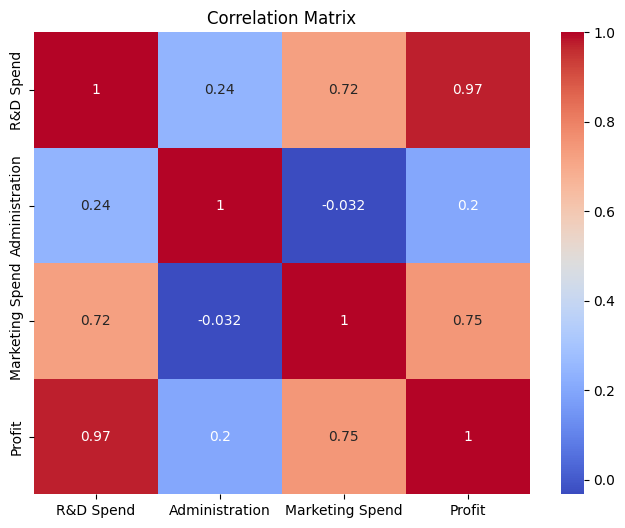 Correlation Matrix
R&D Spend 1 0.24 0.72 0.97
Administration 0.24 1 -0.032 0.2
Marketing Spend 0.72 -0.032 1 0.75
Profit 0.97 0.2 0.75 1
R&D Spend Administration Marketing Spend Profit
1.0
0.8
0.6
0.4
0.2
0.0